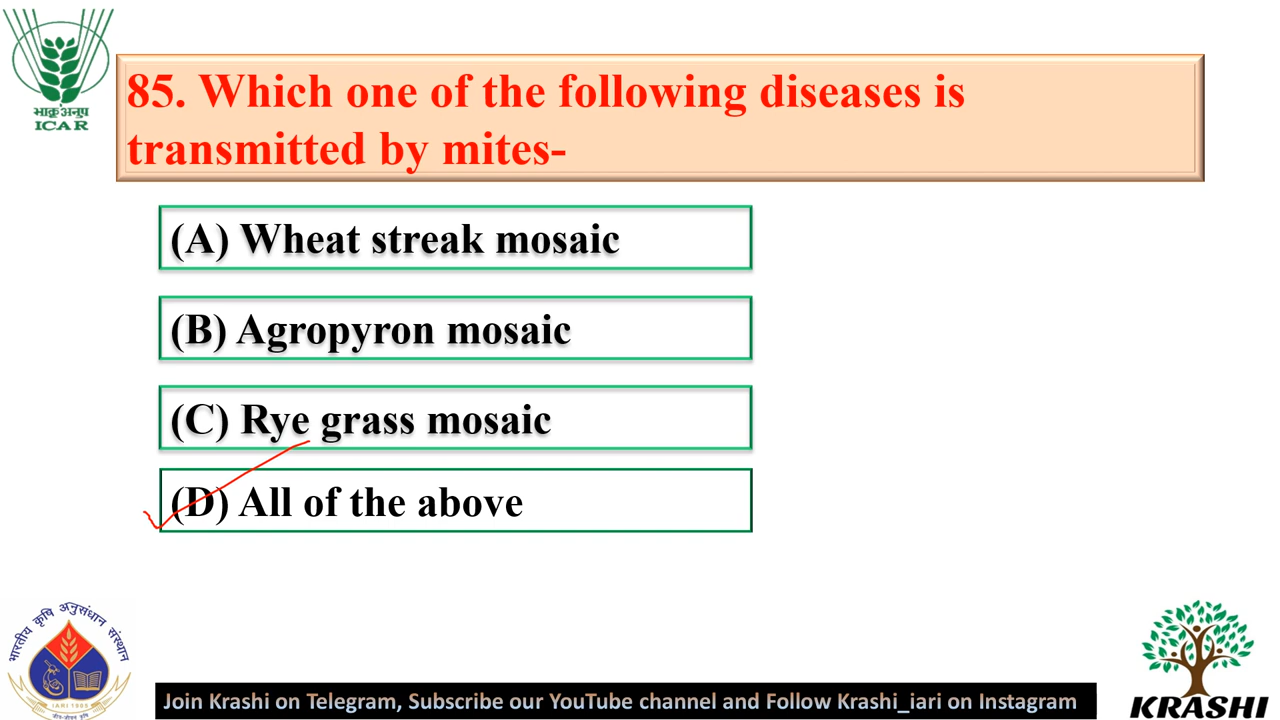 भाकृअनुप
ICAR
85. Which one of the following diseases is
transmitted by mites-
(A) Wheat streak mosaic
(B) Agropyron mosaic
(C) Rye grass mosaic
(D) All of the above
भारतीय कृषि अनुसंधान संस्थान
IARI 1905
Join Krashi on Telegram, Subscribe our YouTube channel and Follow Krashi_iari on Instagram
KRASHI